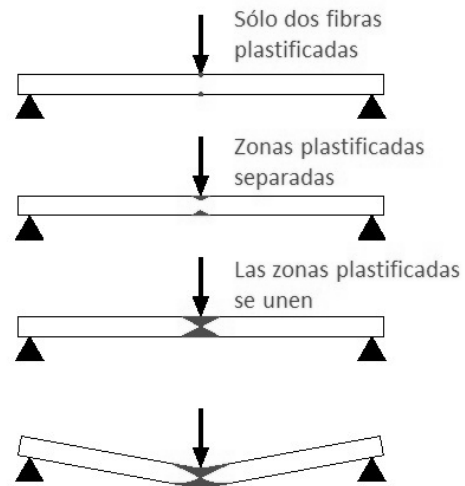 Sólo dos fibras
plastificadas
Zonas plastificadas
separadas
Las zonas plastificadas
se unen